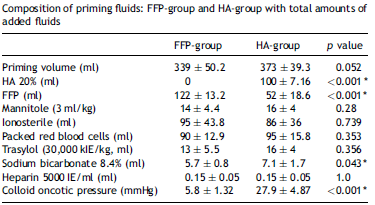 Composition of priming fluids: FFP-group and HA-group with total amounts of
added fluids
FFP-group HA-group p value
Priming volume (ml) 339 ± 50.2 373 ± 39.3 0.052
HA 20% (ml) 0 100 ± 7.16 <0.001*
FFP (ml) 122 ± 13.2 52 ± 18.6 <0.001*
Mannitole (3 ml/kg) 14 ± 4.4 16 ± 4 0.28
Ionosterile (ml) 95 ± 43.8 86 ± 36 0.739
Packed red blood cells (ml) 90 ± 12.9 95 ± 15.8 0.353
Trasylol (30,000 kIE/kg, ml) 13 ± 5.5 16 ± 4 0.356
Sodium bicarbonate 8.4% (ml) 5.7 ± 0.8 7.1 ± 1.7 0.043*
Heparin 5000 IE/ml (ml) 0.15 ± 0.05 0.15 ± 0.05 1.0
Colloid oncotic pressure (mmHg) 5.8 ± 1.32 27.9 ± 4.87 <0.001*